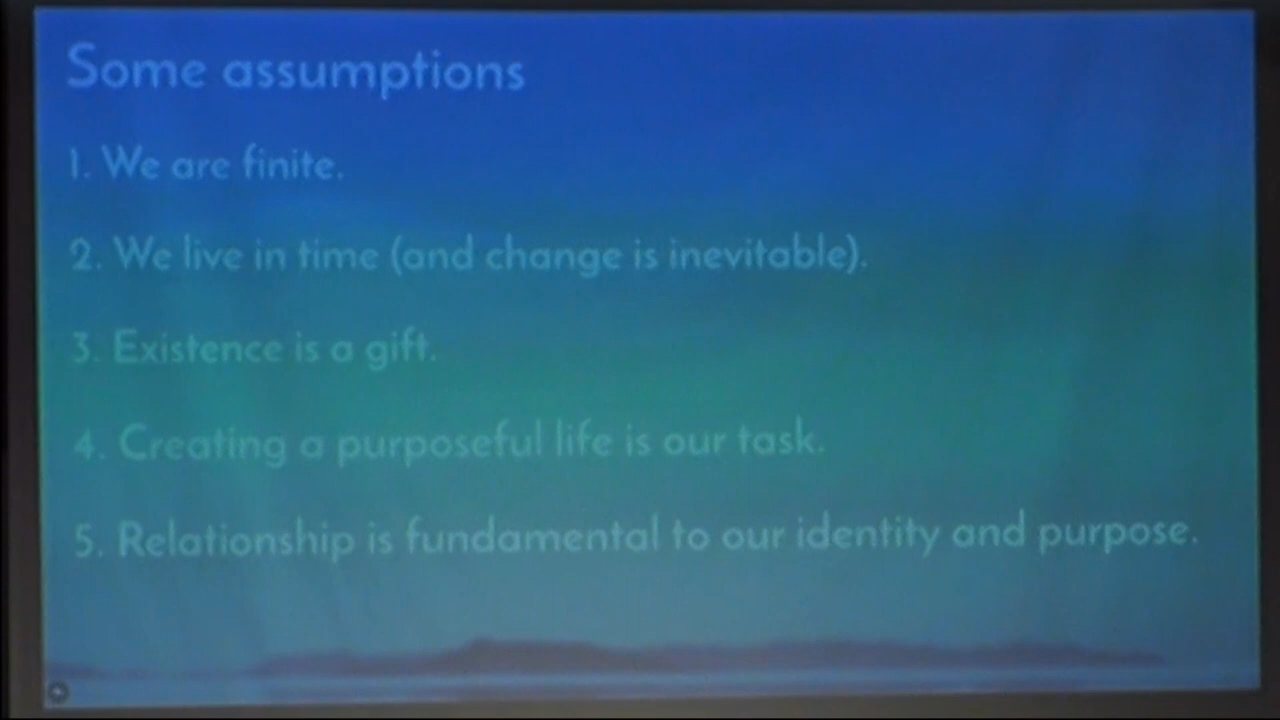 Some assumptions
1. We are finite.
2. We live in time (and change is inevitable).
3. Existence is a gift.
4. Creating a purposeful life is our task.
5. Relationship is fundamental to our identity and purpose.